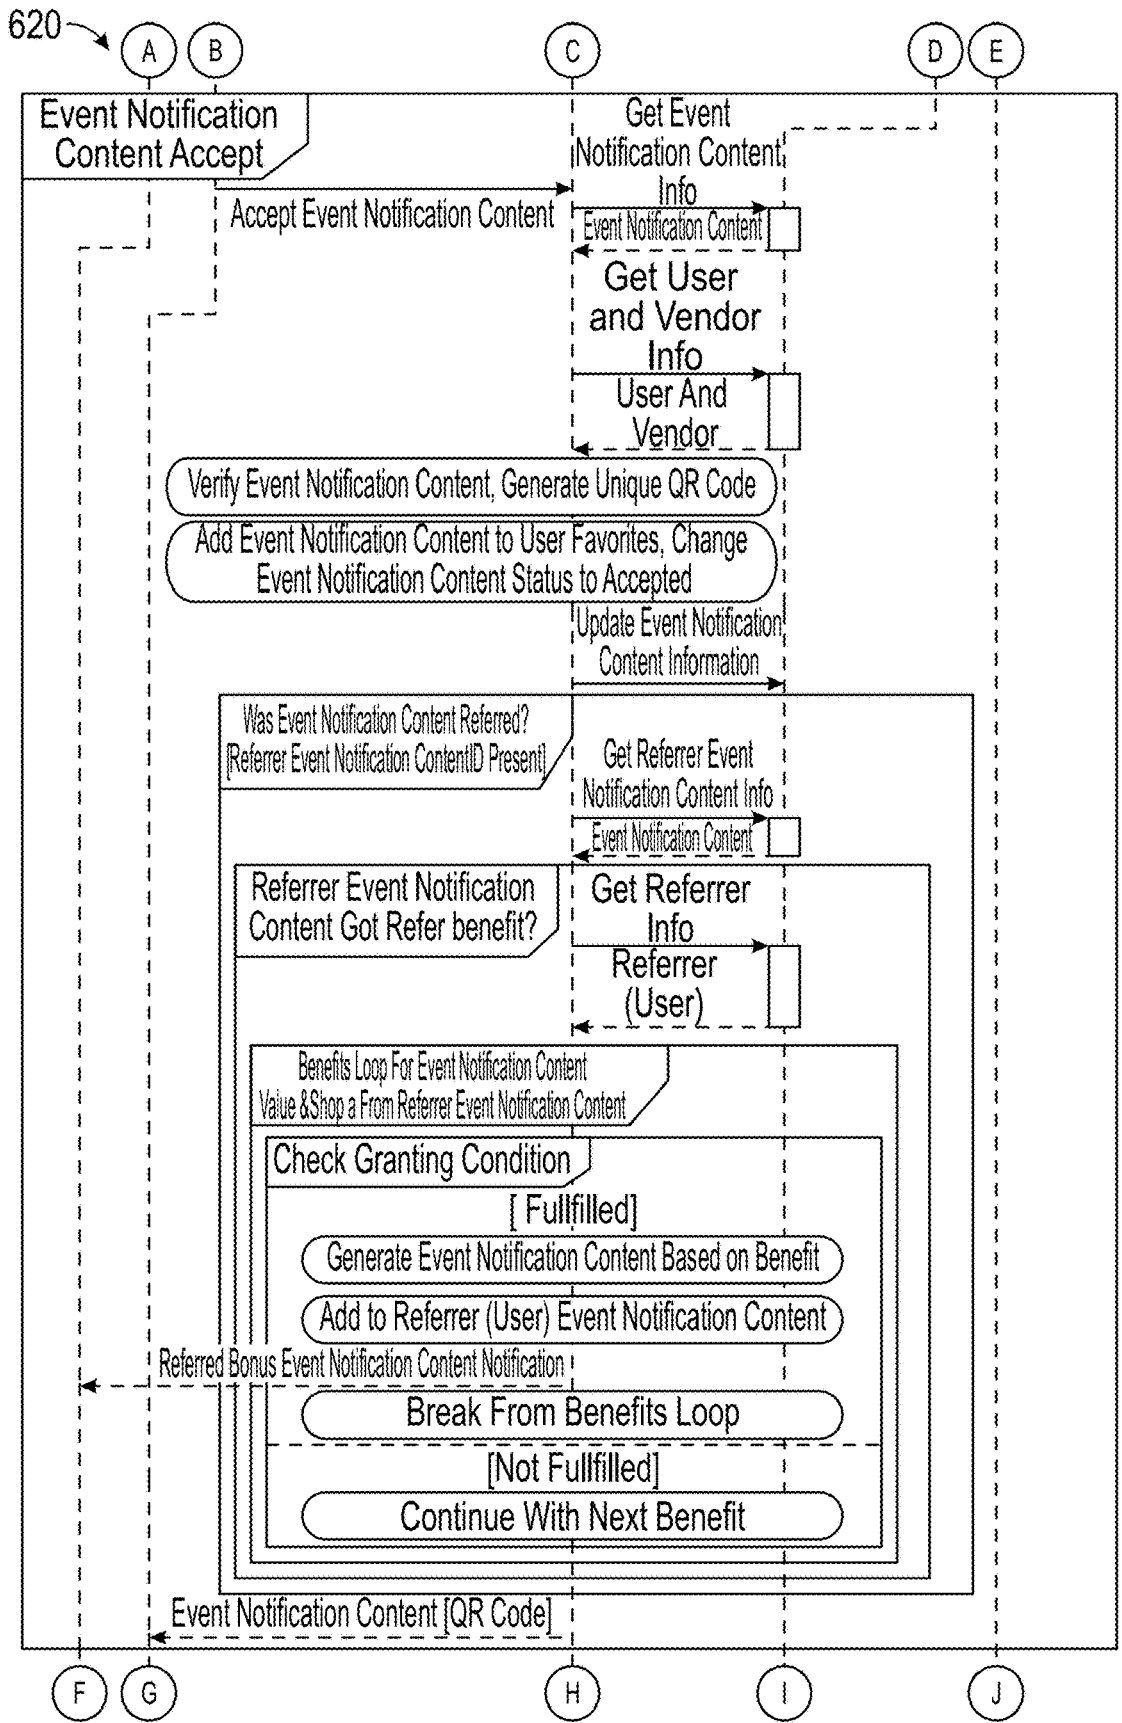 620
A
B
C
D
E
Event Notification
Content Accept
Get Event
Notification Content
Info
Accept Event Notification Content
Event Notification Content
Get User
and Vendor
Info
User And
Vendor
Verify Event Notification Content, Generate Unique QR Code
Add Event Notification Content to User Favorites, Change
Event Notification Content Status to Accepted
Update Event Notification
Content Information
Was Event Notification Content Referred?
[Referrer Event Notification ContentID Present]
Get Referrer Event
Notification Content Info
Event Notification Content
Referrer Event Notification
Content Got Refer benefit?
Get Referrer
Info
Referrer
(User)
Benefits Loop For Event Notification Content
Value &Shop a From Referrer Event Notification Content
Check Granting Condition
[ Fullfilled]
Generate Event Notification Content Based on Benefit
Add to Referrer (User) Event Notification Content
Referred Bonus Event Notification Content Notification
Break From Benefits Loop
[Not Fullfilled]
Continue With Next Benefit
Event Notification Content [QR Code]
F
G
H
I
J